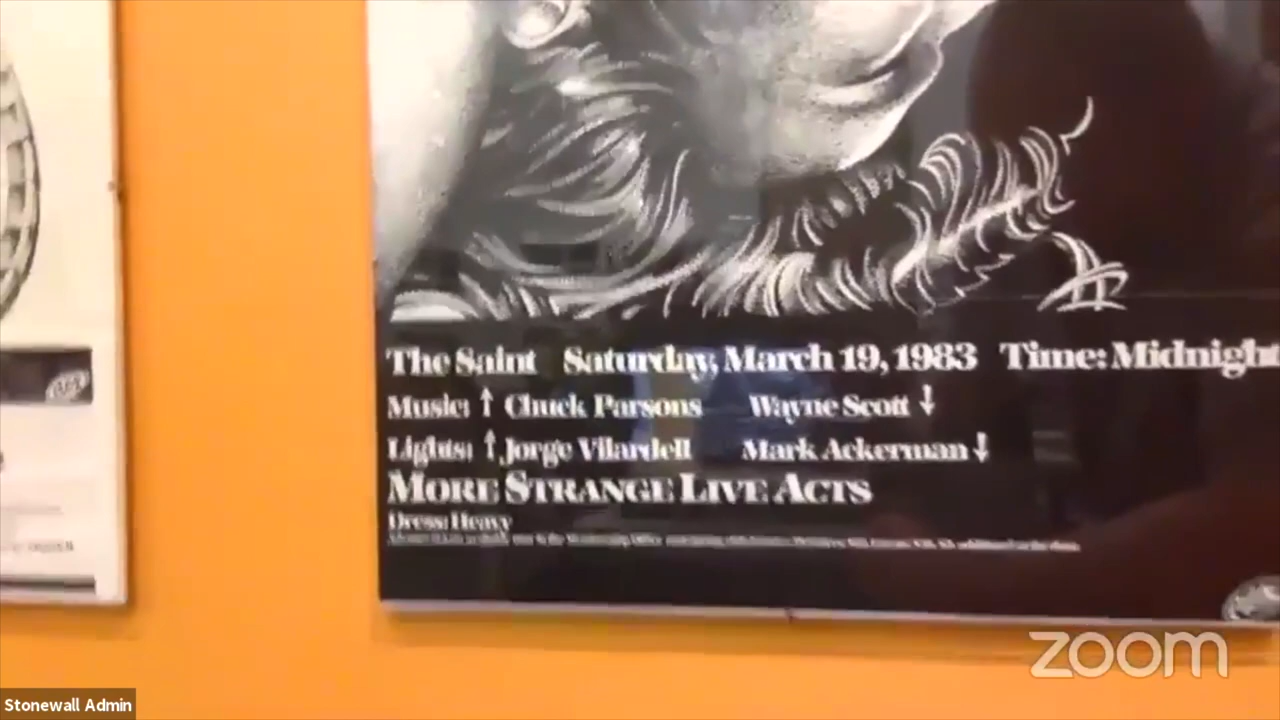 The Saint Saturday, March 19, 1983 Time: Midnight
Music: ↑ Chuck Parsons Wayne Scott ↓
Lights: ↑ Jorge Vilardell Mark Ackerman ↓
MORE STRANGE LIVE ACTS
Dress: Heavy
zoom
Stonewall Admin